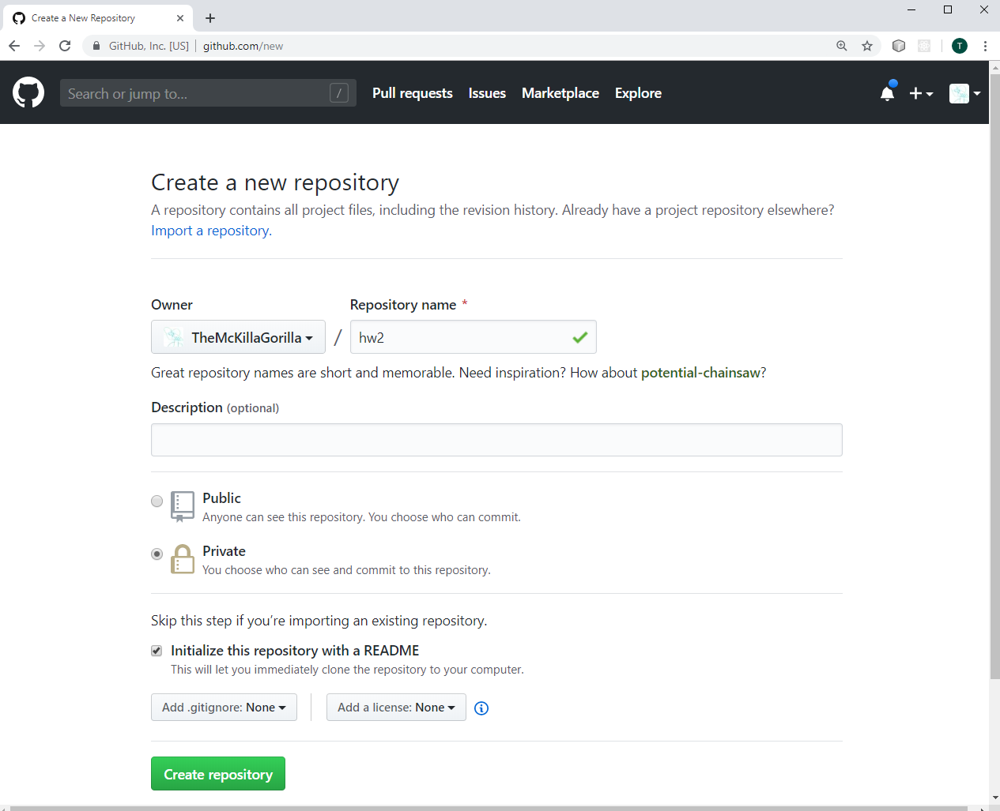 Create a New Repository
GitHub, Inc. [US] github.com/new
T
Search or jump to... / Pull requests Issues Marketplace Explore
Create a new repository
A repository contains all project files, including the revision history. Already have a project repository elsewhere?
Import a repository.
Owner Repository name *
TheMcKillaGorilla / hw2
Great repository names are short and memorable. Need inspiration? How about potential-chainsaw?
Description (optional)
Public
Anyone can see this repository. You choose who can commit.
Private
You choose who can see and commit to this repository.
Skip this step if you’re importing an existing repository.
Initialize this repository with a README
This will let you immediately clone the repository to your computer.
Add .gitignore: None Add a license: None
Create repository